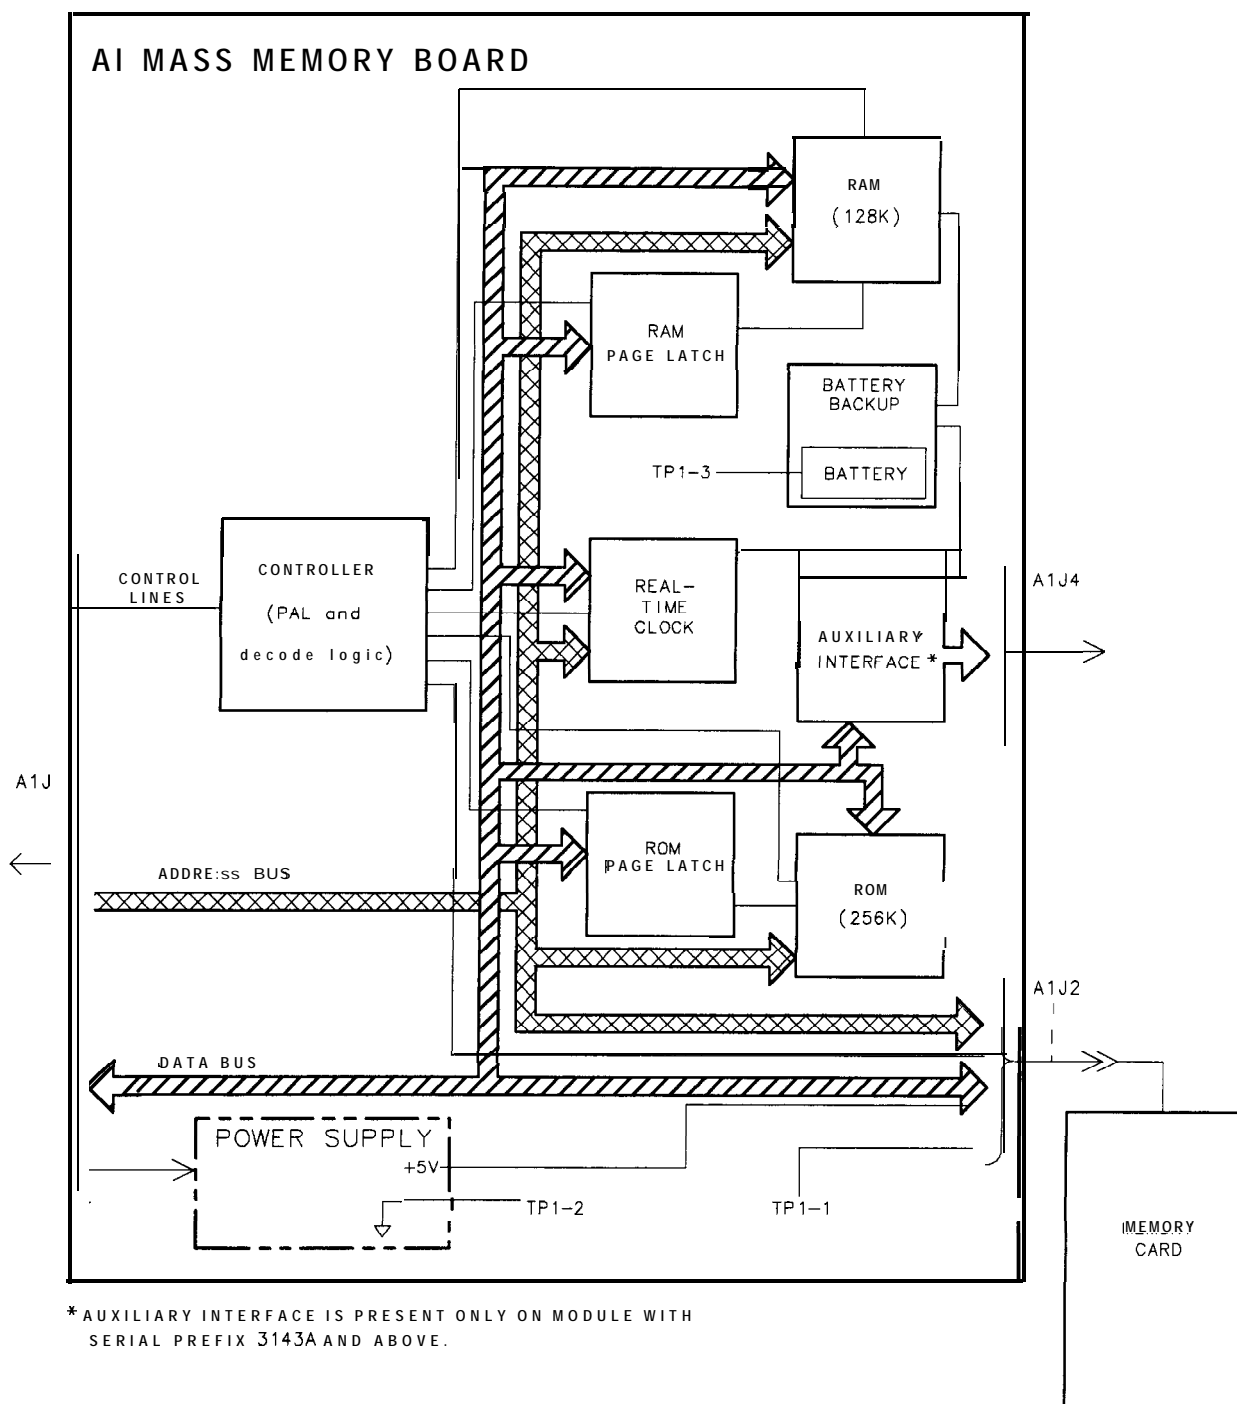 AI MASS MEMORY BOARD
RAM
(128K)
RAM
PAGE LATCH
BATTERY
BACKUP
TP1-3
BATTERY
CONTROL
LINES
CONTROLLER
(PAL and
decode logic)
REAL-
TIME
CLOCK
AUXILIARY
INTERFACE *
A1J4
A1J
ADDRE:ss BUS
ROM
PAGE LATCH
ROM
(256K)
A1J2
DATA BUS
POWER SUPPLY
+5V
TP1-2
TP1-1
MEMORY
CARD
* AUXILIARY INTERFACE IS PRESENT ONLY ON MODULE WITH
SERIAL PREFIX 3143A AND ABOVE.